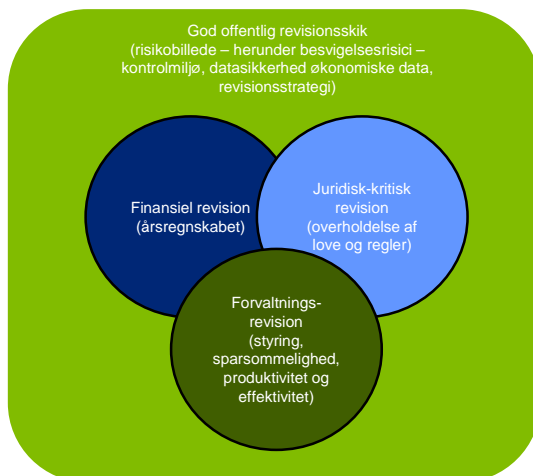 God offentlig revisionsskik
(risikobillede – herunder besvigelsesrisici –
kontrolmiljø, datasikkerhed økonomiske data,
revisionsstrategi)
Finansiel revision
(årsregnskabet)
Juridisk-kritisk
revision
(overholdelse af
love og regler)
Forvaltnings-
revision
(styring,
sparsommelighed,
produktivitet og
effektivitet)